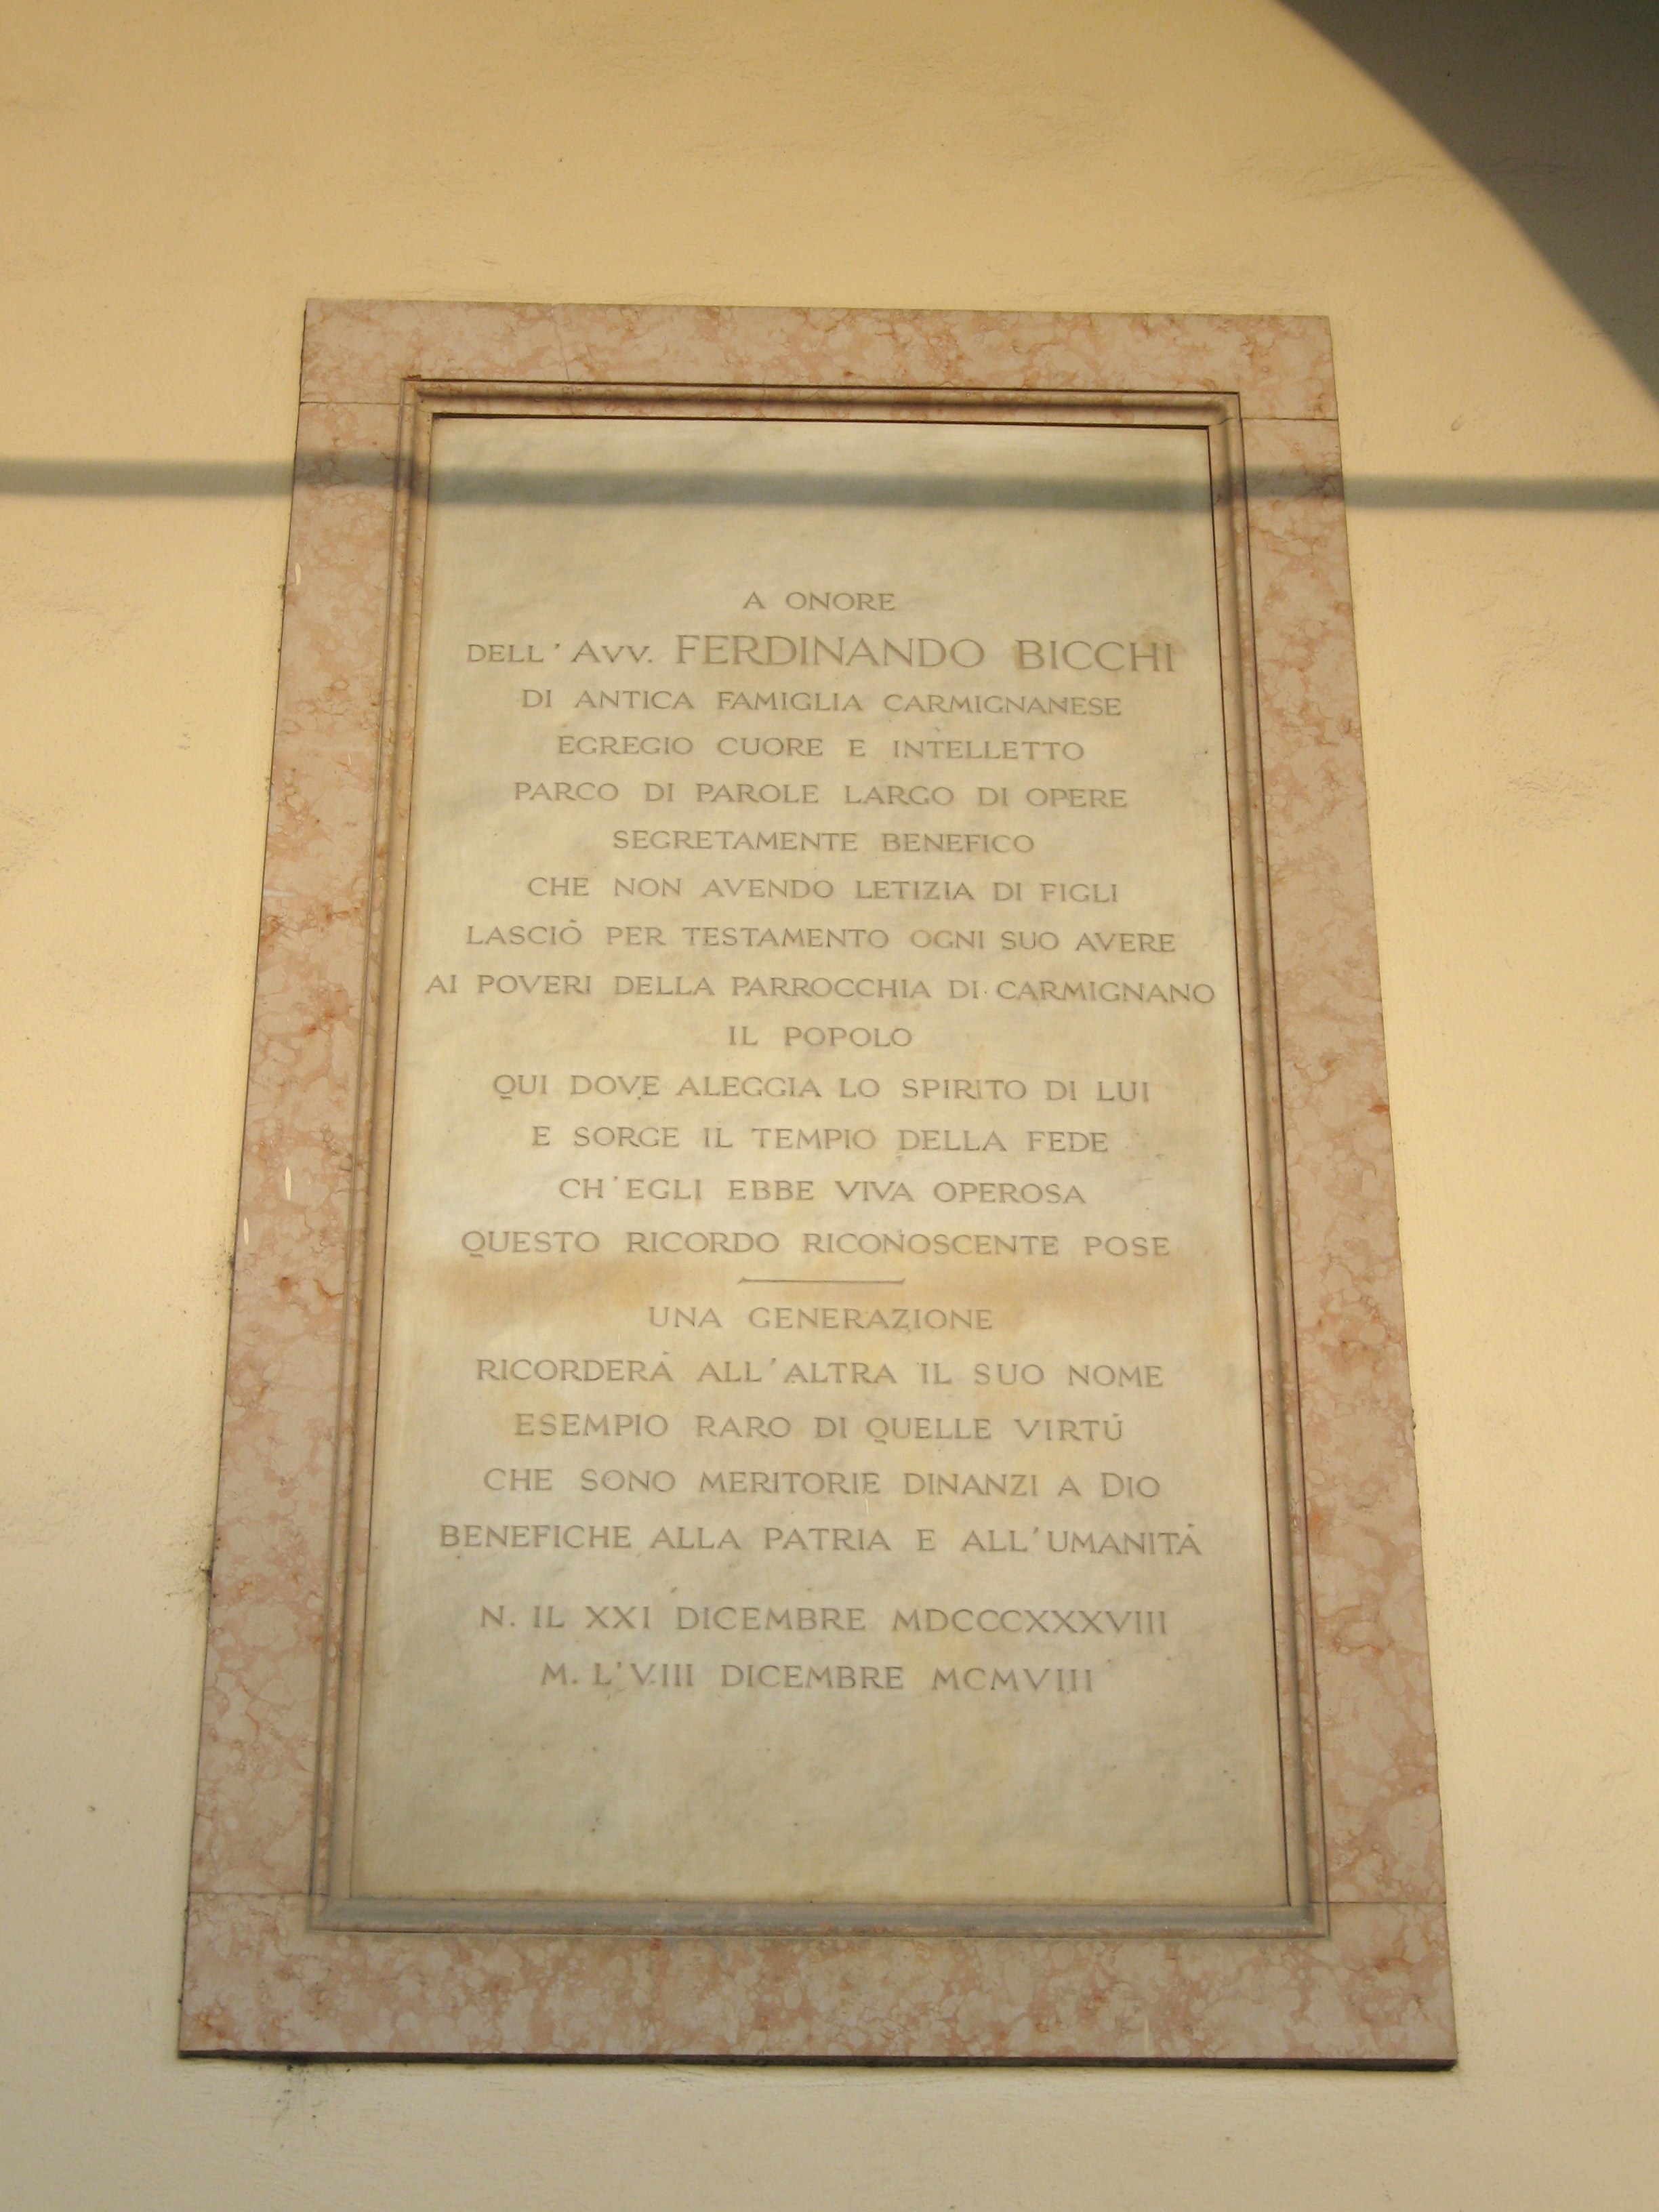 A ONORE
DELL'AVV. FERDINANDO BICCHI
DI ANTICA FAMIGLIA CARMIGNANESE
EGREGIO CUORE E INTELLETTO
PARCO DI PAROLE LARGO DI OPERE
SEGRETAMENTE BENEFICO
CHE NON AVENDO LETIZIA DI FIGLI
LASCIÒ PER TESTAMENTO OGNI SUO AVERE
AI POVERI DELLA PARROCCHIA DI CARMIGNANO
IL POPOLO
QUI DOVE ALEGGIA LO SPIRITO DI LUI
E SORGE IL TEMPIO DELLA FEDE
CH'EGLI EBBE VIVA OPEROSA
QUESTO RICORDO RICONOSCENTE POSE
UNA GENERAZIONE
RICORDERÀ ALL'ALTRA IL SUO NOME
ESEMPIO RARO DI QUELLE VIRTÙ
CHE SONO MERITORIE DINANZI A DIO
BENEFICHE ALLA PATRIA E ALL'UMANITÀ
N. IL XXI DICEMBRE MDCCCXXXVIII
M. L'VIII DICEMBRE MCMVIII